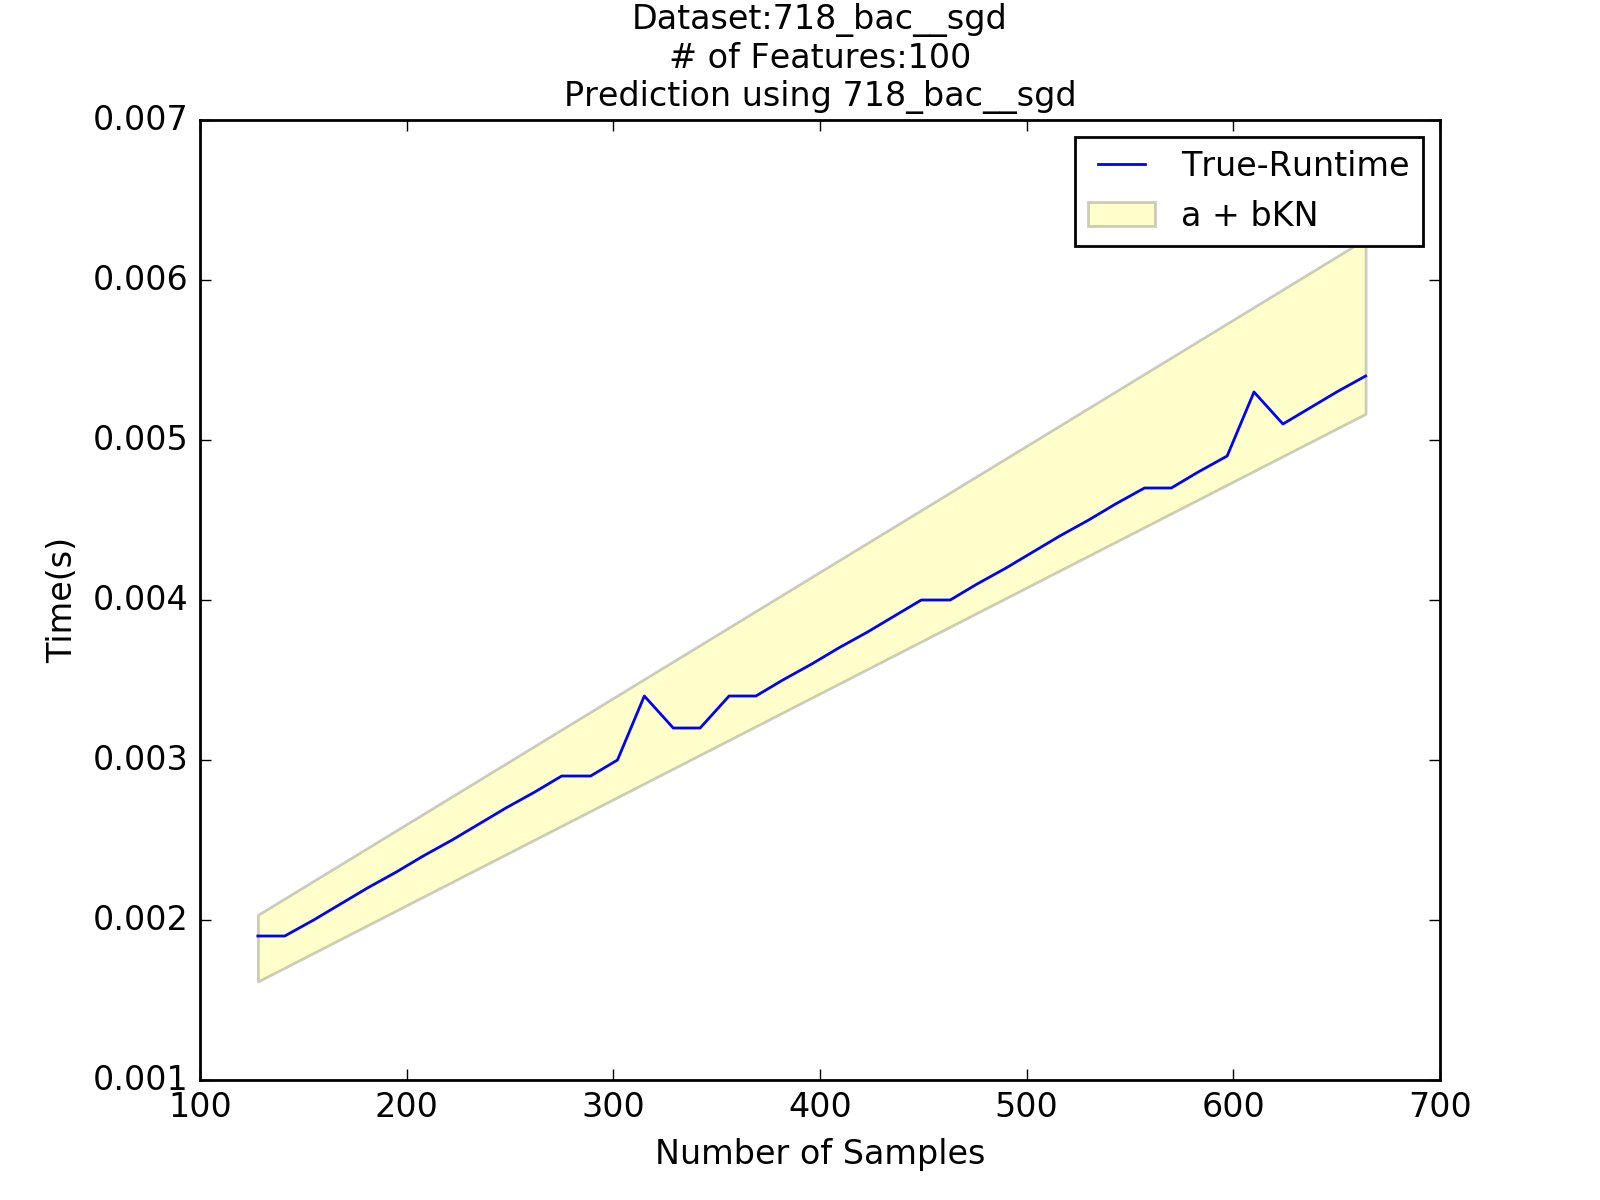 Dataset:718_bac__sgd
# of Features:100
Prediction using 718_bac__sgd
True-Runtime
a + bKN
0.007
0.006
0.005
0.004
0.003
0.002
0.001
Time(s)
100 200 300 400 500 600 700
Number of Samples